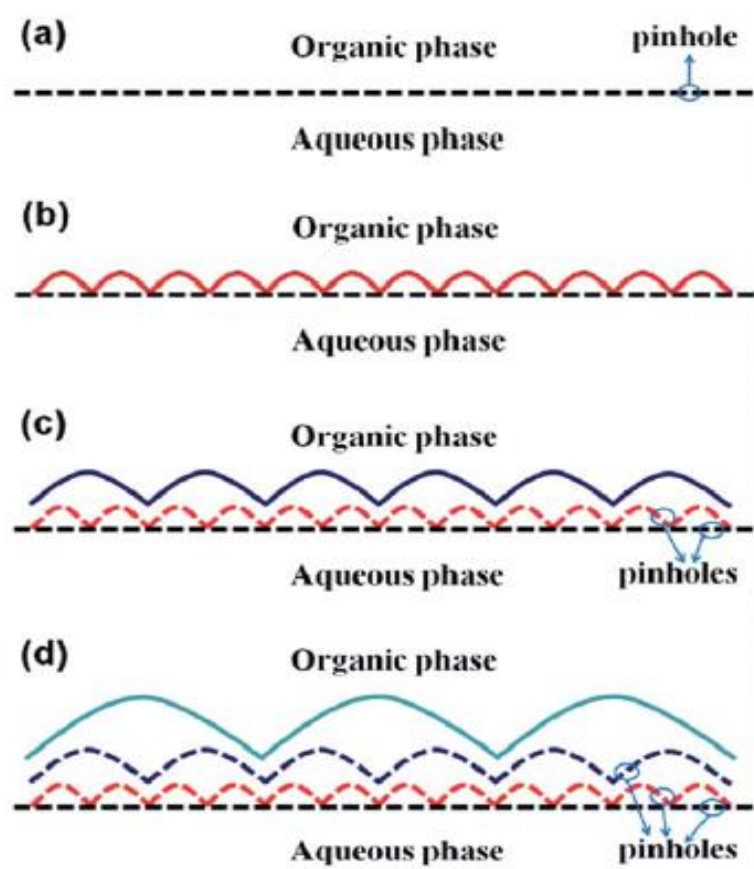 (a)
Organic phase
pinhole
Aqueous phase
(b)
Organic phase
Aqueous phase
(c)
Organic phase
Aqueous phase
pinholes
(d)
Organic phase
Aqueous phase
pinholes